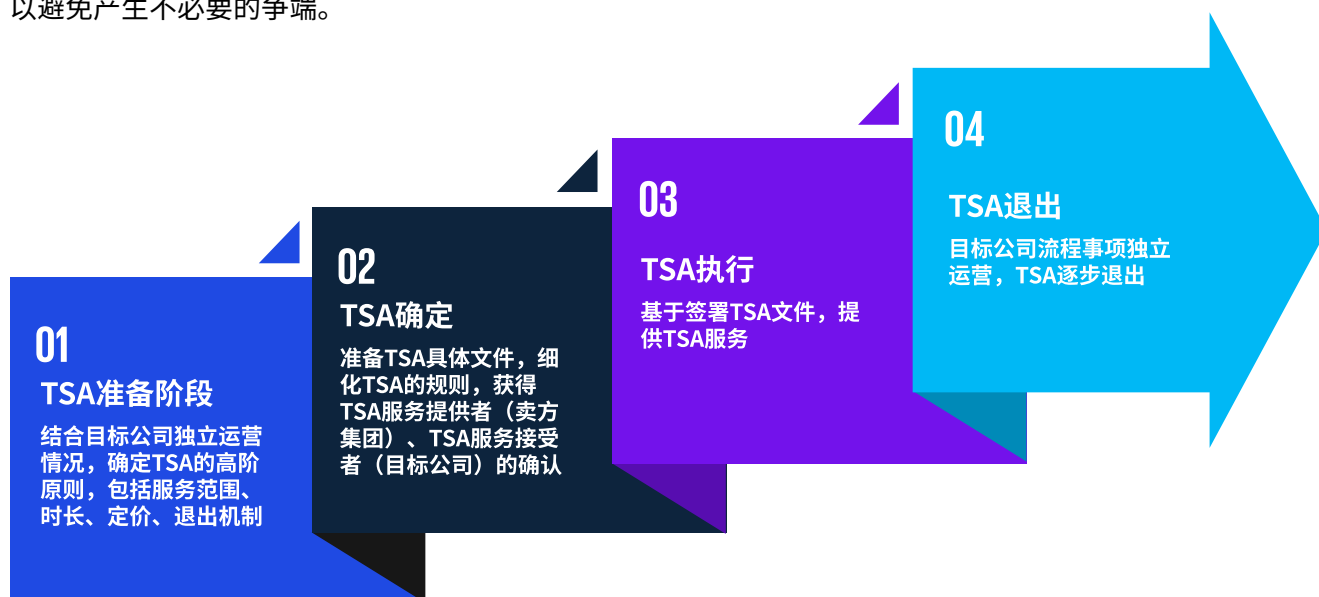 以避免产生不必要的争端。
01
TSA准备阶段
结合目标公司独立运营
情况，确定TSA的高阶
原则，包括服务范围、
时长、定价、退出机制
02
TSA确定
准备TSA具体文件，细
化TSA的规则，获得
TSA服务提供者（卖方
集团）、TSA服务接受
者（目标公司）的确认
03
TSA执行
基于签署TSA文件，提
供TSA服务
04
TSA退出
目标公司流程事项独立
运营，TSA逐步退出